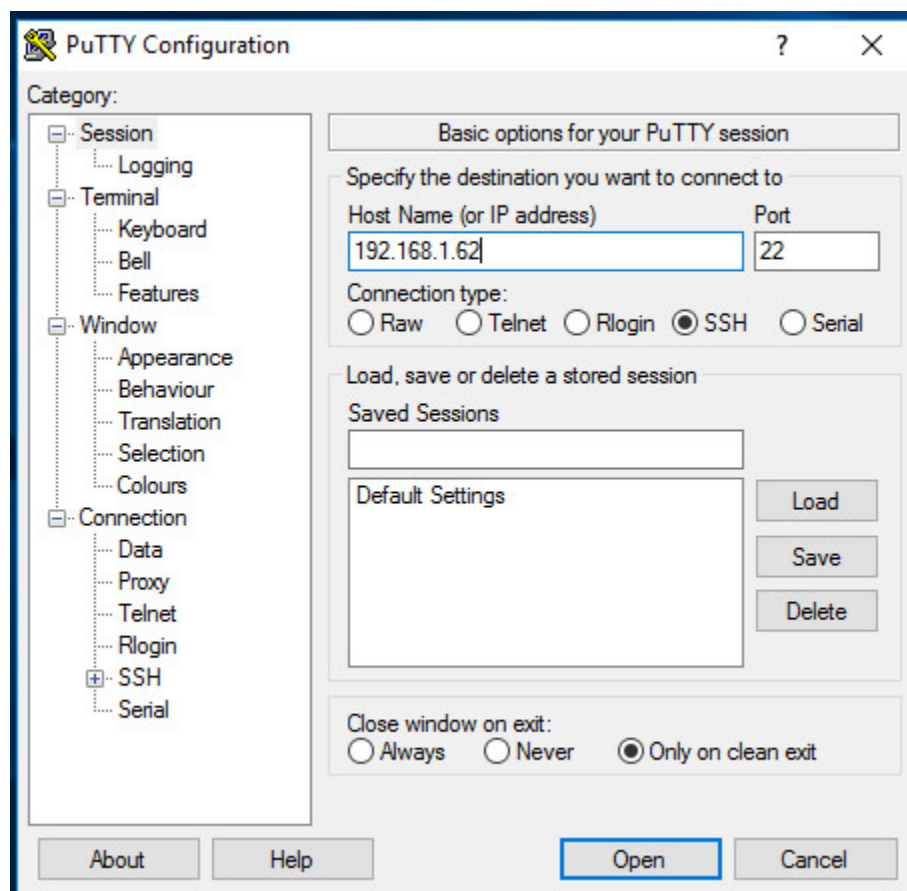 PuTTY Configuration
?
Category:
Session
Logging
Terminal
Keyboard
Bell
Features
Window
Appearance
Behaviour
Translation
Selection
Colours
Connection
Data
Proxy
Telnet
Rlogin
SSH
Serial
Basic options for your PuTTY session
Specify the destination you want to connect to
Host Name (or IP address) Port
192.168.1.62 22
Connection type:
Raw Telnet Rlogin SSH Serial
Load, save or delete a stored session
Saved Sessions
Default Settings
Load
Save
Delete
Close window on exit:
Always Never Only on clean exit
About Help Open Cancel